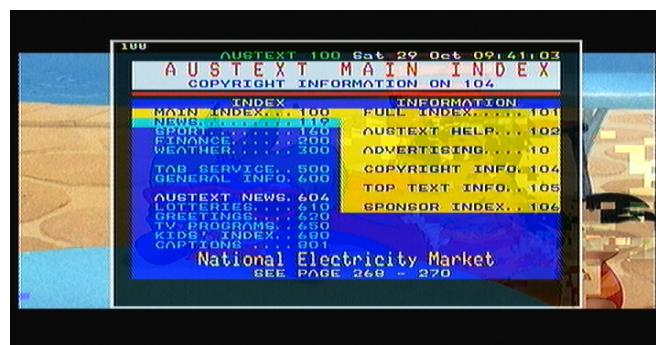 100
AUSTEXT 100 Sat 29 Oct 09:41:03
AUSTEXT MAIN INDEX
COPYRIGHT INFORMATION ON 104
INDEX
MAIN INDEX...100
NEWS........119
SPORT.......160
FINANCE.....200
WEATHER.....300
TAB SERVICE. 500
GENERAL INFO. 600
AUSTEXT NEWS. 604
LOTTERIES...610
GREETINGS...620
TV PROGRAMS..650
KIDS' INDEX..680
CAPTIONS ....801
INFORMATION
FULL INDEX......101
AUSTEXT HELP....102
ADVERTISING.....10
COPYRIGHT INFO. 104
TOP TEXT INFO. 105
SPONSOR INDEX.. 106
National Electricity Market
SEE PAGE 268 - 270